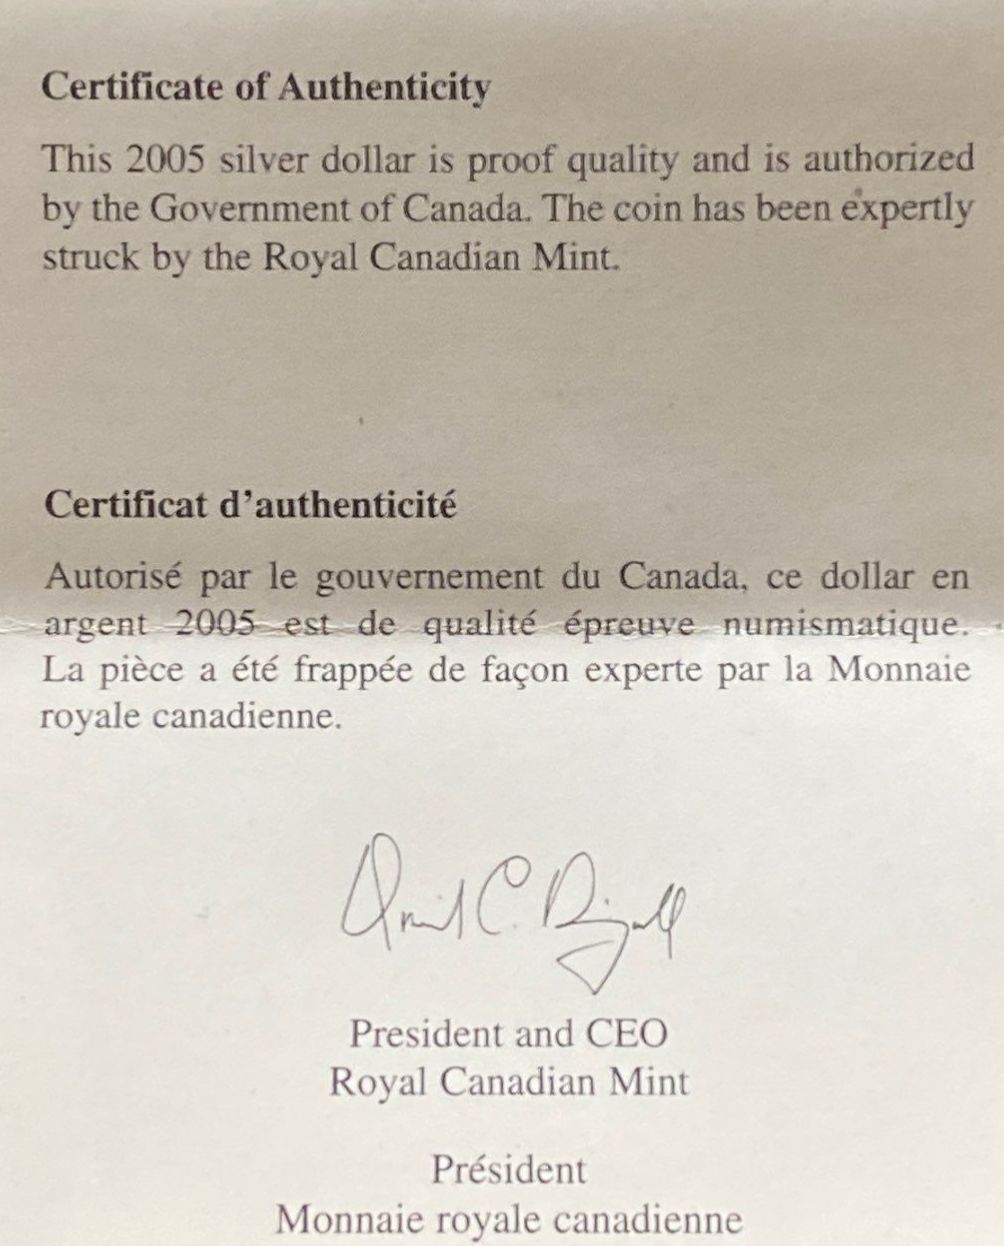 Certificate of Authenticity
This 2005 silver dollar is proof quality and is authorized
by the Government of Canada. The coin has been expertly
struck by the Royal Canadian Mint.
Certificat d'authenticité
Autorisé par le gouvernement du Canada, ce dollar en
argent 2005 est de qualité épreuve numismatique.
La pièce a été frappée de façon experte par la Monnaie
royale canadienne.
David C. Dingwall
President and CEO
Royal Canadian Mint
Président
Monnaie royale canadienne